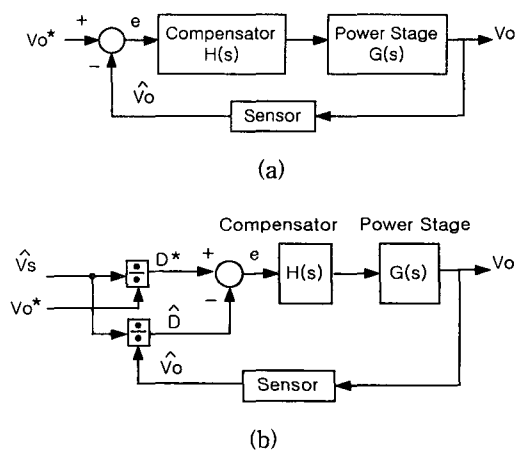 Vo* + e Compensator Power Stage Vo
H(s) G(s)
−
V̂o Sensor
(a)
Compensator Power Stage
V̂s ÷ D* + e H(s) G(s) Vo
Vo* −
÷ D̂
V̂o Sensor
(b)